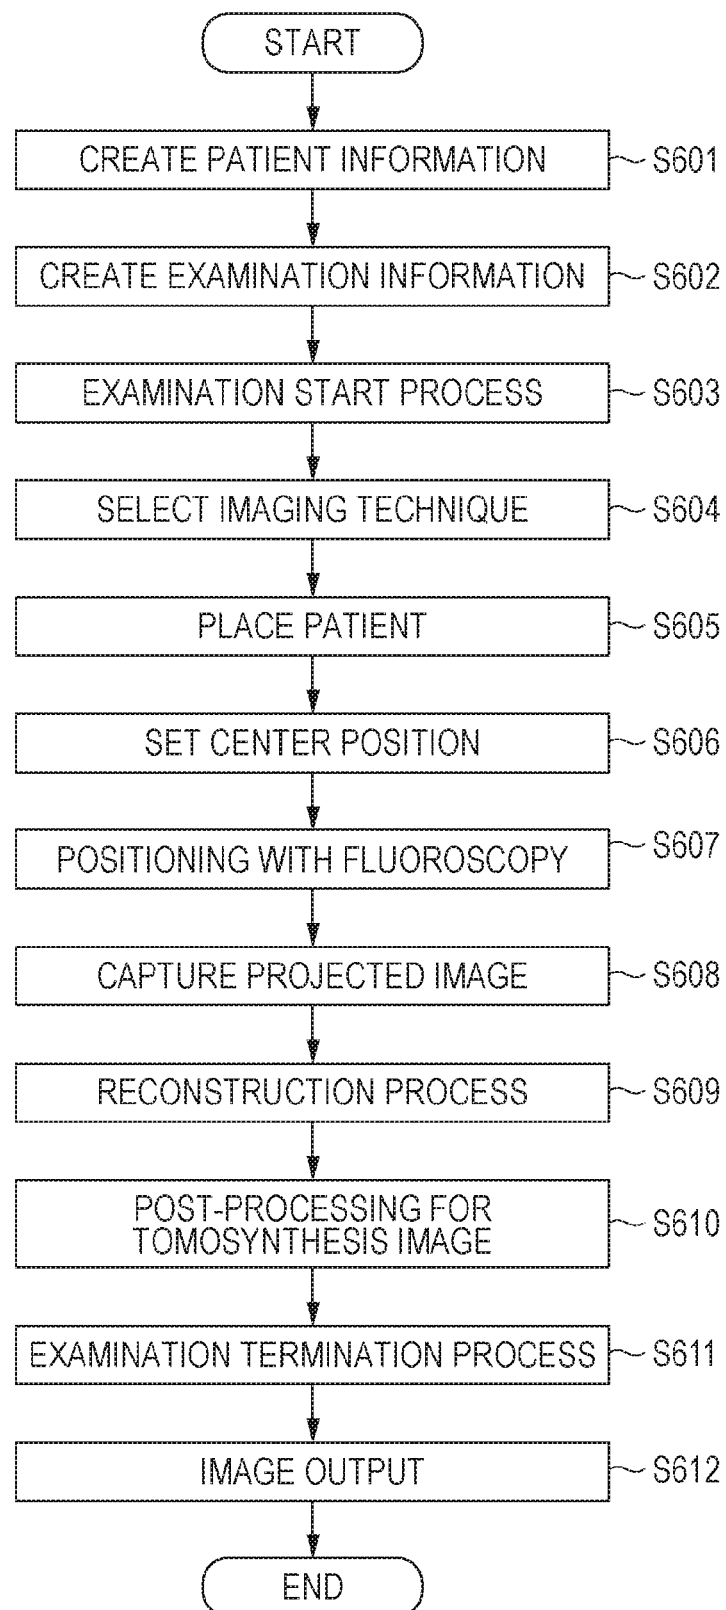 START
CREATE PATIENT INFORMATION S601
CREATE EXAMINATION INFORMATION S602
EXAMINATION START PROCESS S603
SELECT IMAGING TECHNIQUE S604
PLACE PATIENT S605
SET CENTER POSITION S606
POSITIONING WITH FLUOROSCOPY S607
CAPTURE PROJECTED IMAGE S608
RECONSTRUCTION PROCESS S609
POST-PROCESSING FOR
TOMOSYNTHESIS IMAGE S610
EXAMINATION TERMINATION PROCESS S611
IMAGE OUTPUT S612
END